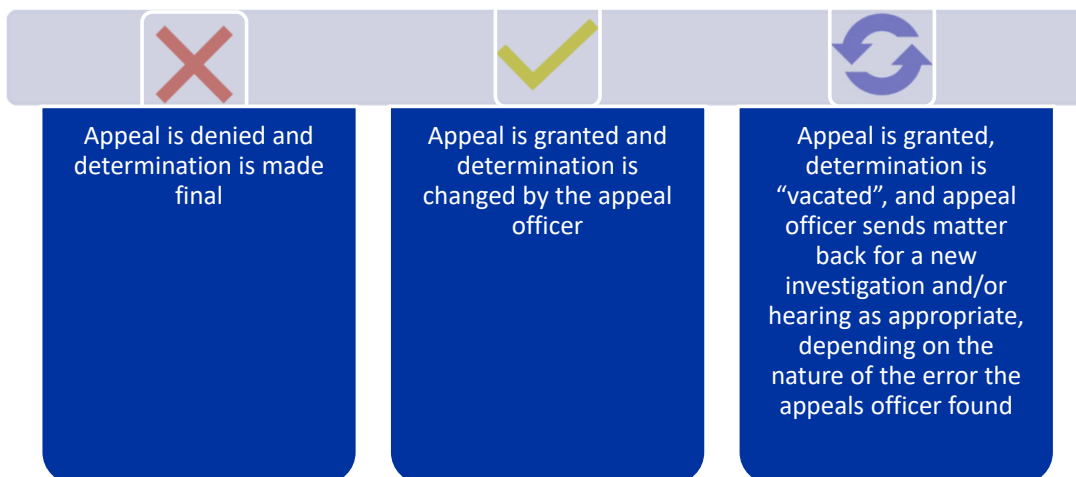 Appeal is denied and
determination is made
final
Appeal is granted and
determination is
changed by the appeal
officer
Appeal is granted,
determination is
“vacated”, and appeal
officer sends matter
back for a new
investigation and/or
hearing as appropriate,
depending on the
nature of the error the
appeals officer found